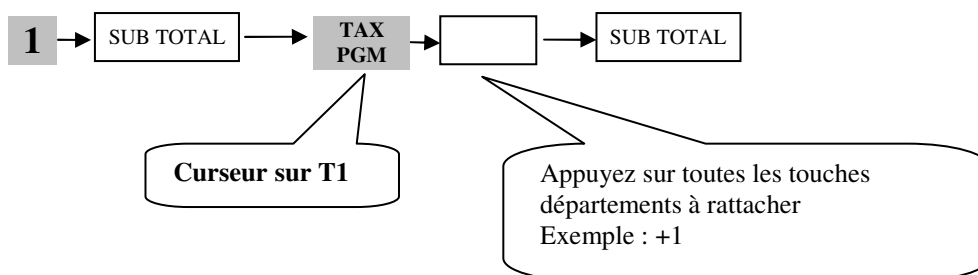 1
SUB TOTAL
TAX
PGM
SUB TOTAL
Curseur sur T1
Appuyez sur toutes les touches
départements à rattacher
Exemple : +1